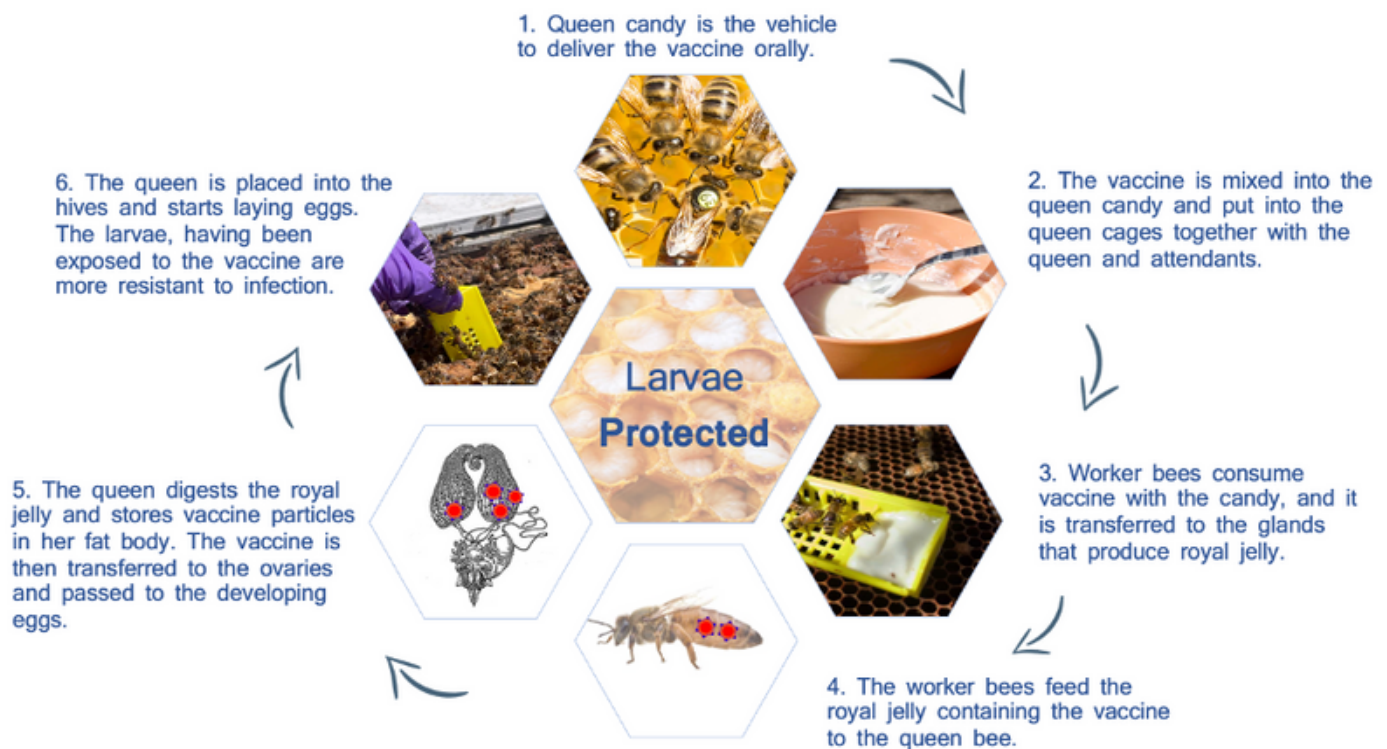 1. Queen candy is the vehicle
to deliver the vaccine orally.
2. The vaccine is mixed into the
queen candy and put into the
queen cages together with the
queen and attendants.
3. Worker bees consume
vaccine with the candy, and it
is transferred to the glands
that produce royal jelly.
4. The worker bees feed the
royal jelly containing the vaccine
to the queen bee.
5. The queen digests the royal
jelly and stores vaccine particles
in her fat body. The vaccine is
then transferred to the ovaries
and passed to the developing
eggs.
6. The queen is placed into the
hives and starts laying eggs.
The larvae, having been
exposed to the vaccine are
more resistant to infection.
Larvae
Protected